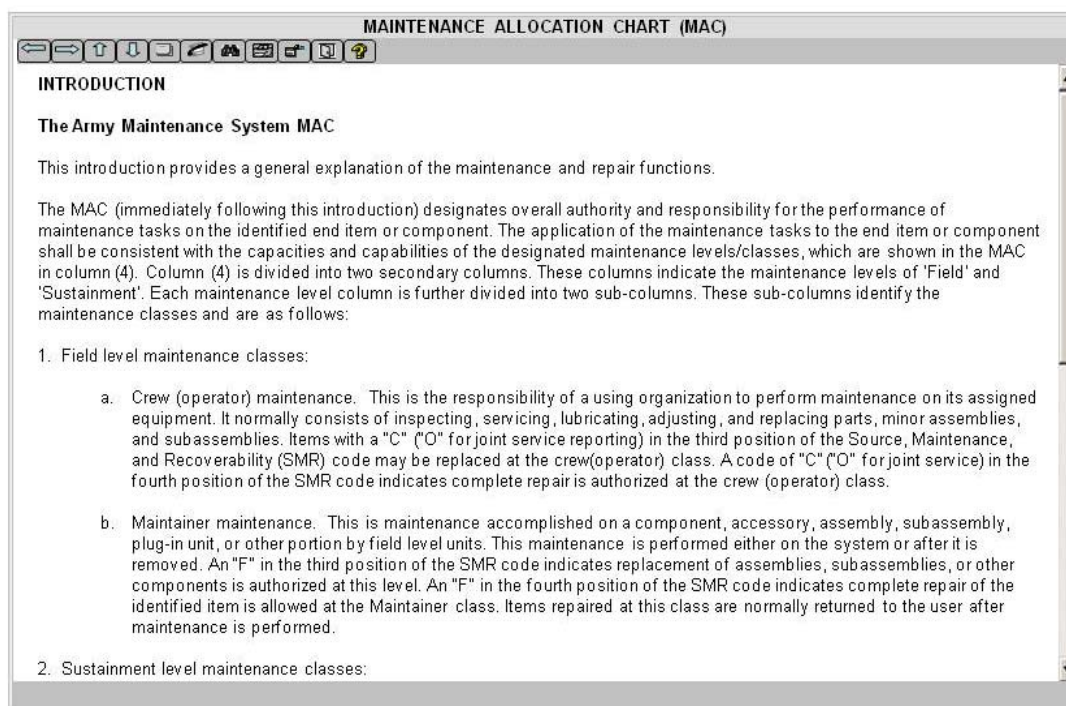 MAINTENANCE ALLOCATION CHART (MAC)
INTRODUCTION
The Army Maintenance System MAC
This introduction provides a general explanation of the maintenance and repair functions.
The MAC (immediately following this introduction) designates overall authority and responsibility for the performance of
maintenance tasks on the identified end item or component. The application of the maintenance tasks to the end item or component
shall be consistent with the capacities and capabilities of the designated maintenance levels/classes, which are shown in the MAC
in column (4). Column (4) is divided into two secondary columns. These columns indicate the maintenance levels of 'Field' and
'Sustainment'. Each maintenance level column is further divided into two sub-columns. These sub-columns identify the
maintenance classes and are as follows:
1. Field level maintenance classes:
a. Crew (operator) maintenance. This is the responsibility of a using organization to perform maintenance on its assigned
equipment. It normally consists of inspecting, servicing, lubricating, adjusting, and replacing parts, minor assemblies,
and subassemblies. Items with a "C" ("O" for joint service reporting) in the third position of the Source, Maintenance,
and Recoverability (SMR) code may be replaced at the crew(operator) class. A code of "C" ("O" for joint service) in the
fourth position of the SMR code indicates complete repair is authorized at the crew (operator) class.
b. Maintainer maintenance. This is maintenance accomplished on a component, accessory, assembly, subassembly,
plug-in unit, or other portion by field level units. This maintenance is performed either on the system or after it is
removed. An "F" in the third position of the SMR code indicates replacement of assemblies, subassemblies, or other
components is authorized at this level. An "F" in the fourth position of the SMR code indicates complete repair of the
identified item is allowed at the Maintainer class. Items repaired at this class are normally returned to the user after
maintenance is performed.
2. Sustainment level maintenance classes: